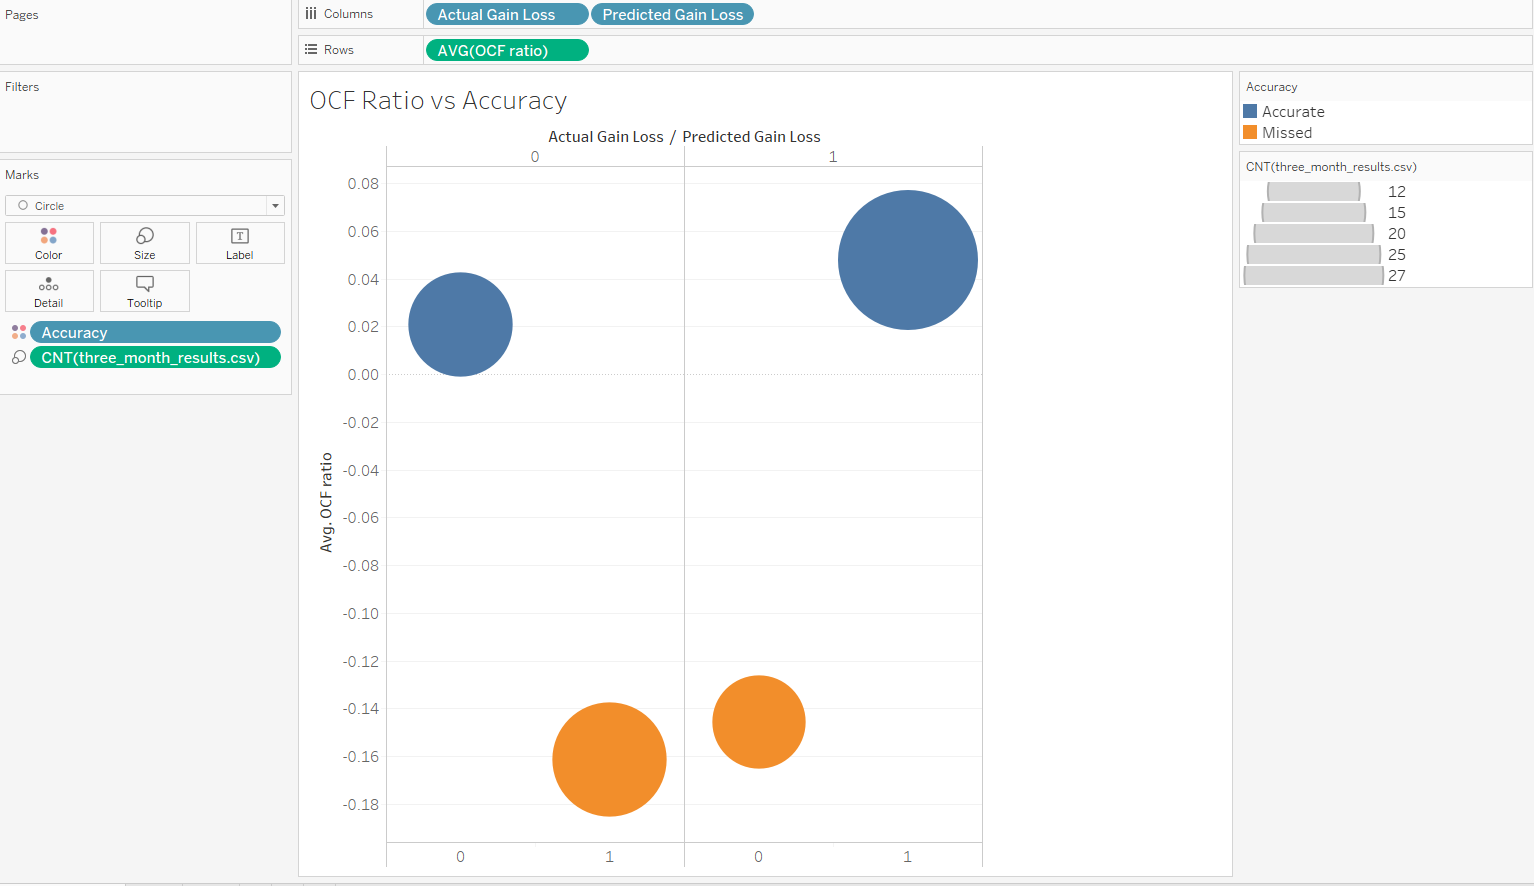 Pages
Columns
Actual Gain Loss
Predicted Gain Loss
Rows
AVG(OCF ratio)
Filters
Marks
Circle
Color
Size
Label
Detail
Tooltip
Accuracy
CNT(three_month_results.csv)
OCF Ratio vs Accuracy
Actual Gain Loss / Predicted Gain Loss
0 1
0.08
0.06
0.04
0.02
0.00
-0.02
-0.04
-0.06
-0.08
-0.10
-0.12
-0.14
-0.16
-0.18
Avg. OCF ratio
0 1 0 1
Accuracy
Accurate
Missed
CNT(three_month_results.csv)
12
15
20
25
27